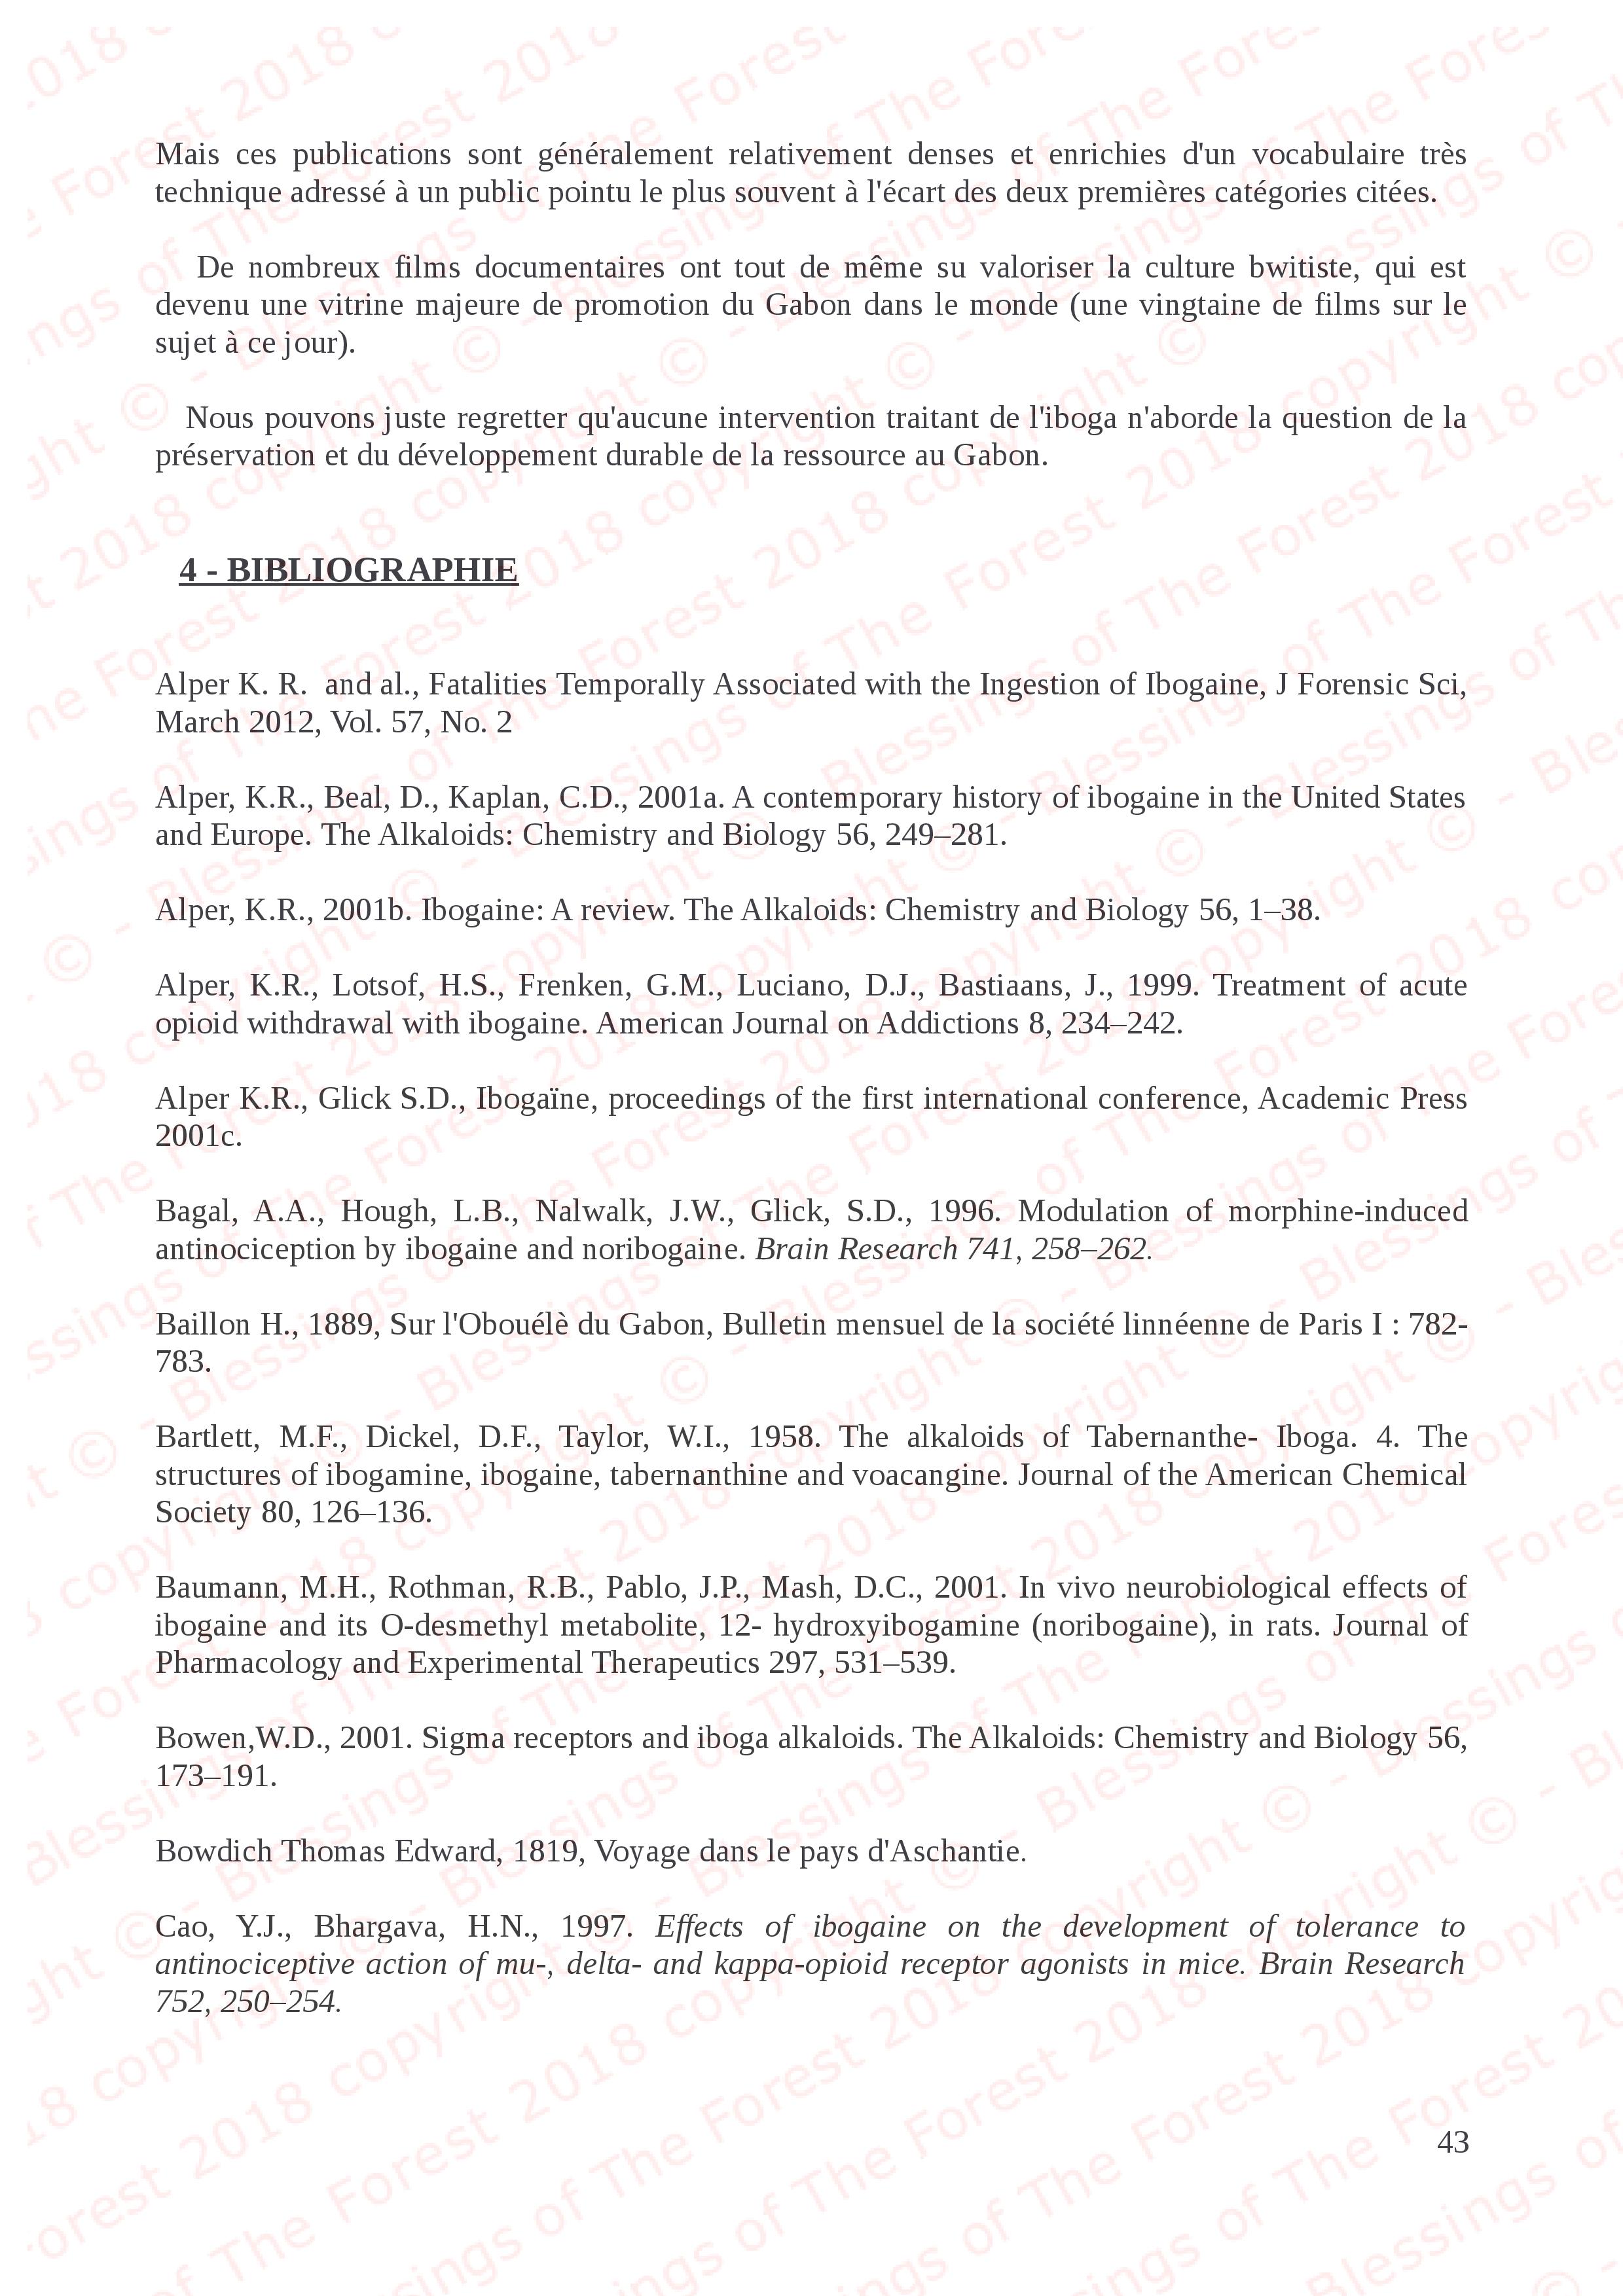 Mais ces publications sont généralement relativement denses et enrichies d'un vocabulaire très
technique adressé à un public pointu le plus souvent à l'écart des deux premières catégories citées.
De nombreux films documentaires ont tout de même su valoriser la culture bwitiste, qui est
devenu une vitrine majeure de promotion du Gabon dans le monde (une vingtaine de films sur le
sujet à ce jour).
Nous pouvons juste regretter qu'aucune intervention traitant de l'iboga n'aborde la question de la
préservation et du développement durable de la ressource au Gabon.
4 - BIBLIOGRAPHIE
Alper K. R. and al., Fatalities Temporally Associated with the Ingestion of Ibogaine, J Forensic Sci,
March 2012, Vol. 57, No. 2
Alper, K.R., Beal, D., Kaplan, C.D., 2001a. A contemporary history of ibogaine in the United States
and Europe. The Alkaloids: Chemistry and Biology 56, 249–281.
Alper, K.R., 2001b. Ibogaine: A review. The Alkaloids: Chemistry and Biology 56, 1–38.
Alper, K.R., Lotsof, H.S., Frenken, G.M., Luciano, D.J., Bastiaans, J., 1999. Treatment of acute
opioid withdrawal with ibogaine. American Journal on Addictions 8, 234–242.
Alper K.R., Glick S.D., Ibogaïne, proceedings of the first international conference, Academic Press
2001c.
Bagal, A.A., Hough, L.B., Nalwalk, J.W., Glick, S.D., 1996. Modulation of morphine-induced
antinociception by ibogaine and noribogaine. Brain Research 741, 258–262.
Baillon H., 1889, Sur l'Obouélè du Gabon, Bulletin mensuel de la société linnéenne de Paris I : 782-
783.
Bartlett, M.F., Dickel, D.F., Taylor, W.I., 1958. The alkaloids of Tabernanthe- Iboga. 4. The
structures of ibogamine, ibogaine, tabernanthine and voacangine. Journal of the American Chemical
Society 80, 126–136.
Baumann, M.H., Rothman, R.B., Pablo, J.P., Mash, D.C., 2001. In vivo neurobiological effects of
ibogaine and its O-desmethyl metabolite, 12- hydroxyibogamine (noribogaine), in rats. Journal of
Pharmacology and Experimental Therapeutics 297, 531–539.
Bowen,W.D., 2001. Sigma receptors and iboga alkaloids. The Alkaloids: Chemistry and Biology 56,
173–191.
Bowdich Thomas Edward, 1819, Voyage dans le pays d'Aschantie.
Cao, Y.J., Bhargava, H.N., 1997. Effects of ibogaine on the development of tolerance to
antinociceptive action of mu-, delta- and kappa-opioid receptor agonists in mice. Brain Research
752, 250–254.
43